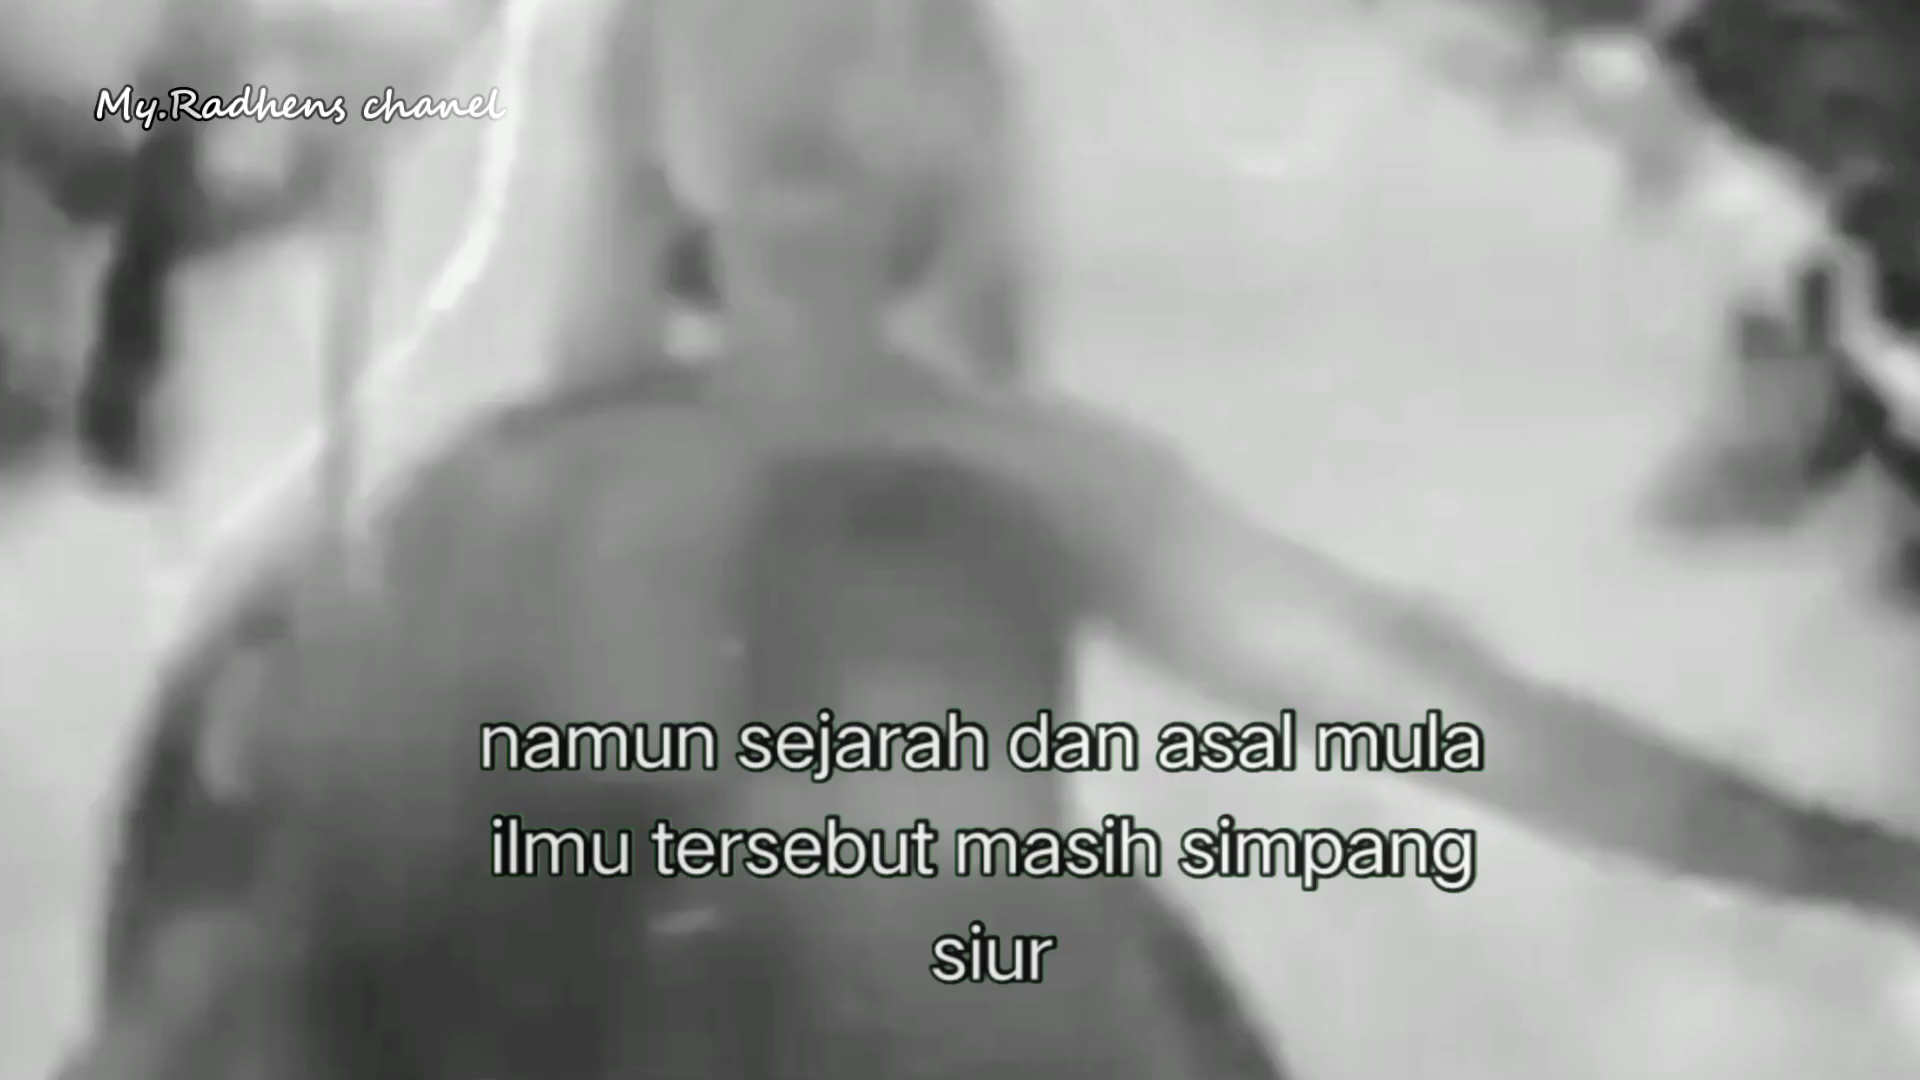 My.Radhens chanel
namun sejarah dan asal mula
ilmu tersebut masih simpang
siur